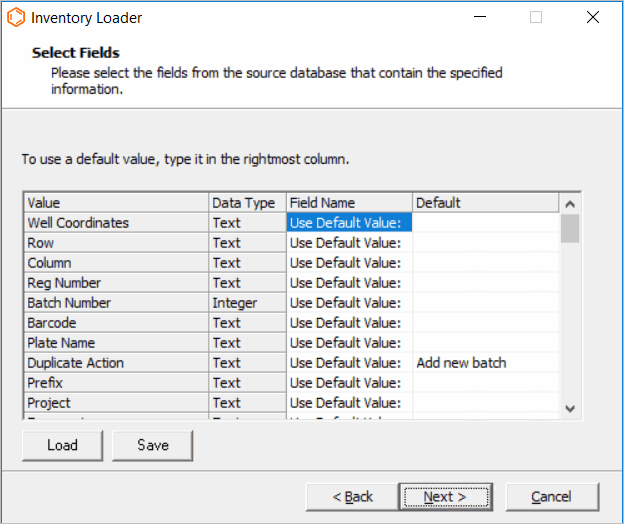 Inventory Loader
Select Fields
Please select the fields from the source database that contain the specified
information.
To use a default value, type it in the rightmost column.
Value Data Type Field Name Default
Well Coordinates Text Use Default Value:
Row Text Use Default Value:
Column Text Use Default Value:
Reg Number Text Use Default Value:
Batch Number Integer Use Default Value:
Barcode Text Use Default Value:
Plate Name Text Use Default Value:
Duplicate Action Text Use Default Value: Add new batch
Prefix Text Use Default Value:
Project Text Use Default Value:
Load Save
< Back Next > Cancel